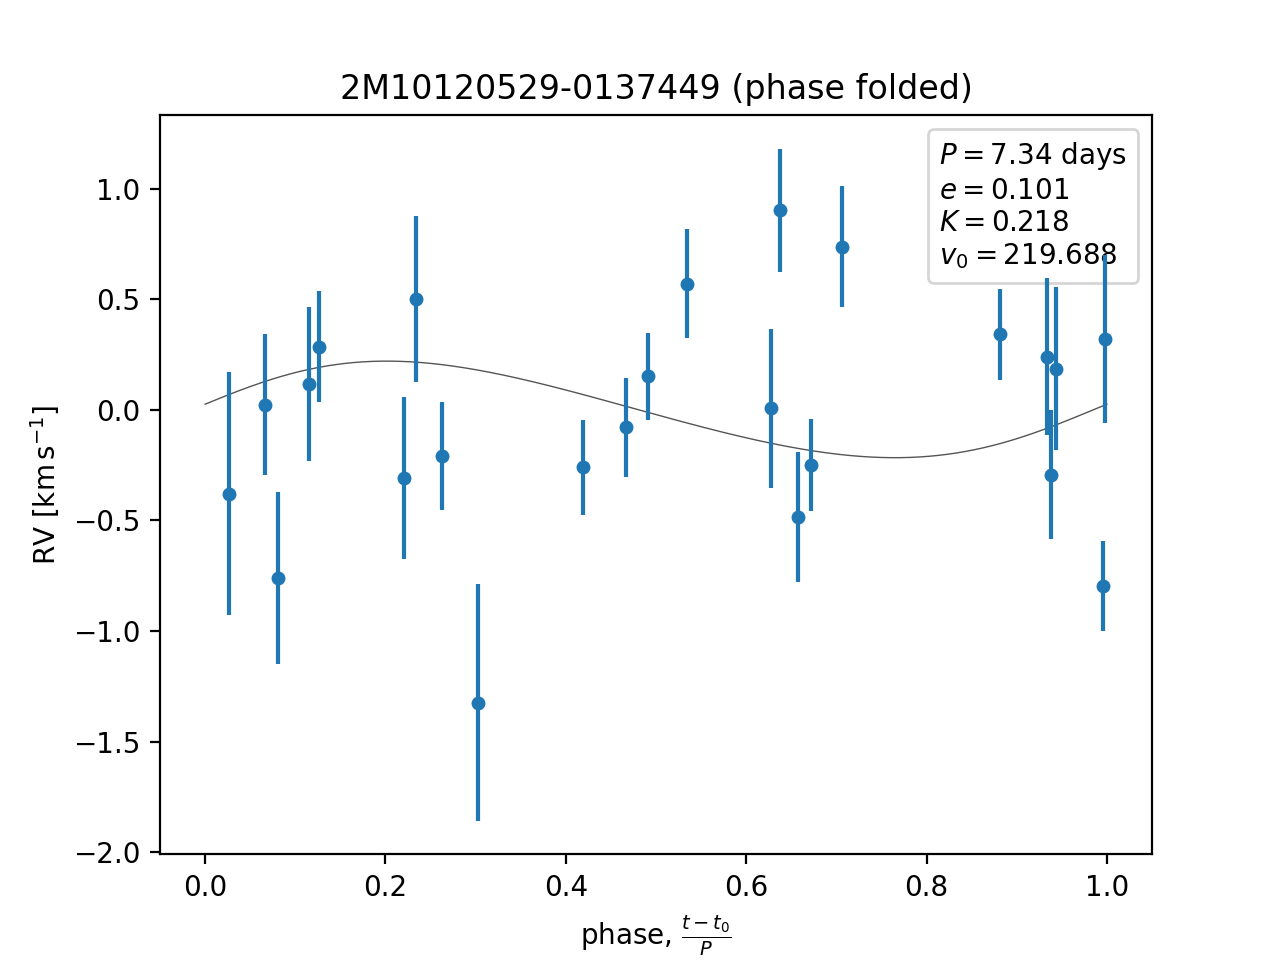 2M10120529-0137449 (phase folded)
P = 7.34 days
e = 0.101
K = 0.218
v₀ = 219.688
1.0
0.5
0.0
−0.5
−1.0
−1.5
−2.0
RV [km s⁻¹]
0.0 0.2 0.4 0.6 0.8 1.0
phase, (t − t₀)/P